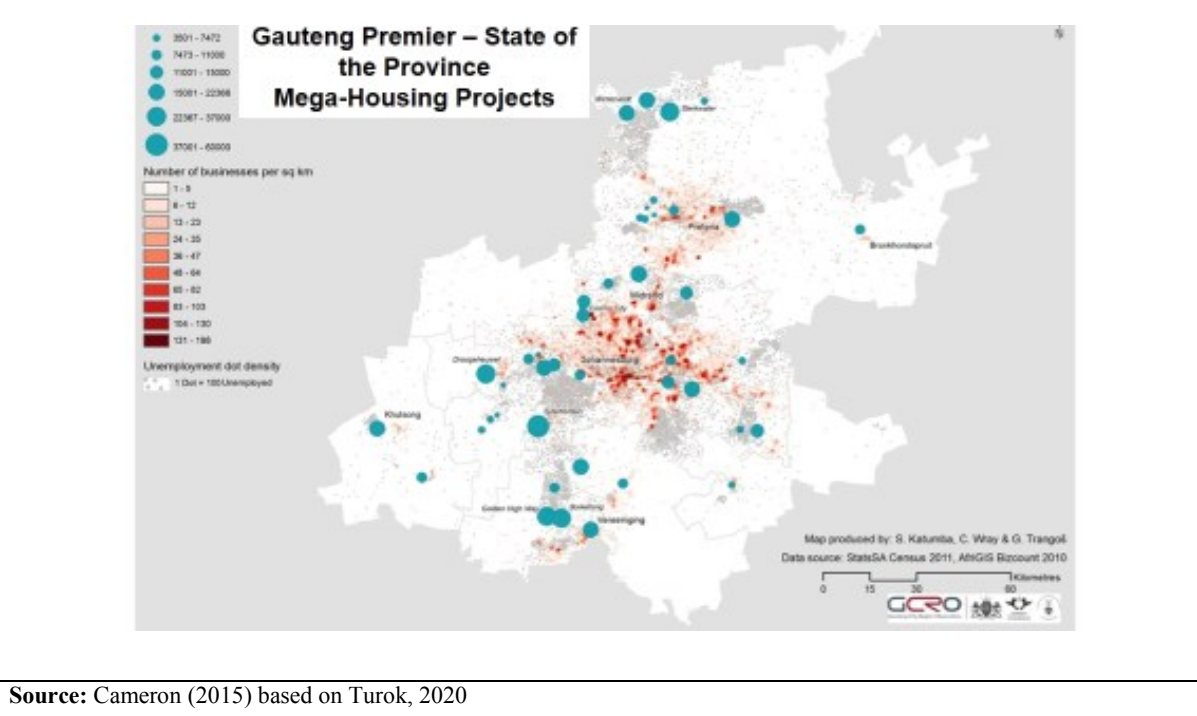 Gauteng Premier – State of
the Province
Mega-Housing Projects
3501 - 7472
7473 - 11000
11001 - 15000
15001 - 22366
22367 - 37000
37001 - 60000
Number of businesses per sq km
1 - 5
6 - 12
13 - 23
24 - 35
36 - 47
48 - 64
65 - 82
83 - 103
104 - 130
131 - 166
Unemployment dot density
1 Dot = 100 Unemployed
Pretoria
Bronkhorstspruit
Midrand
Johannesburg
Khutsong
Golden High Way
Vereeniging
Map produced by: S. Katumba, C. Wray & G. Trangoš
Data source: StatsSA Census 2011, AfriGIS Bizcount 2010
Kilometres
0 15 30 60
GCRO
Source: Cameron (2015) based on Turok, 2020